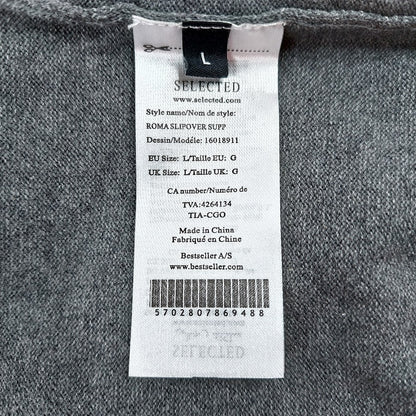 L
SELECTED
www.selected.com
Style name/Nom de style:
ROMA SLIPOVER SUPP
Dessin/Modéle: 16018911
EU Size: L/Taille EU: G
UK Size: L/Taille UK: G
CA number/Numéro de
TVA:4264134
TIA-CGO
Made in China
Fabriqué en Chine
Bestseller A/S
www.bestseller.com
5702807869488
SELECTED